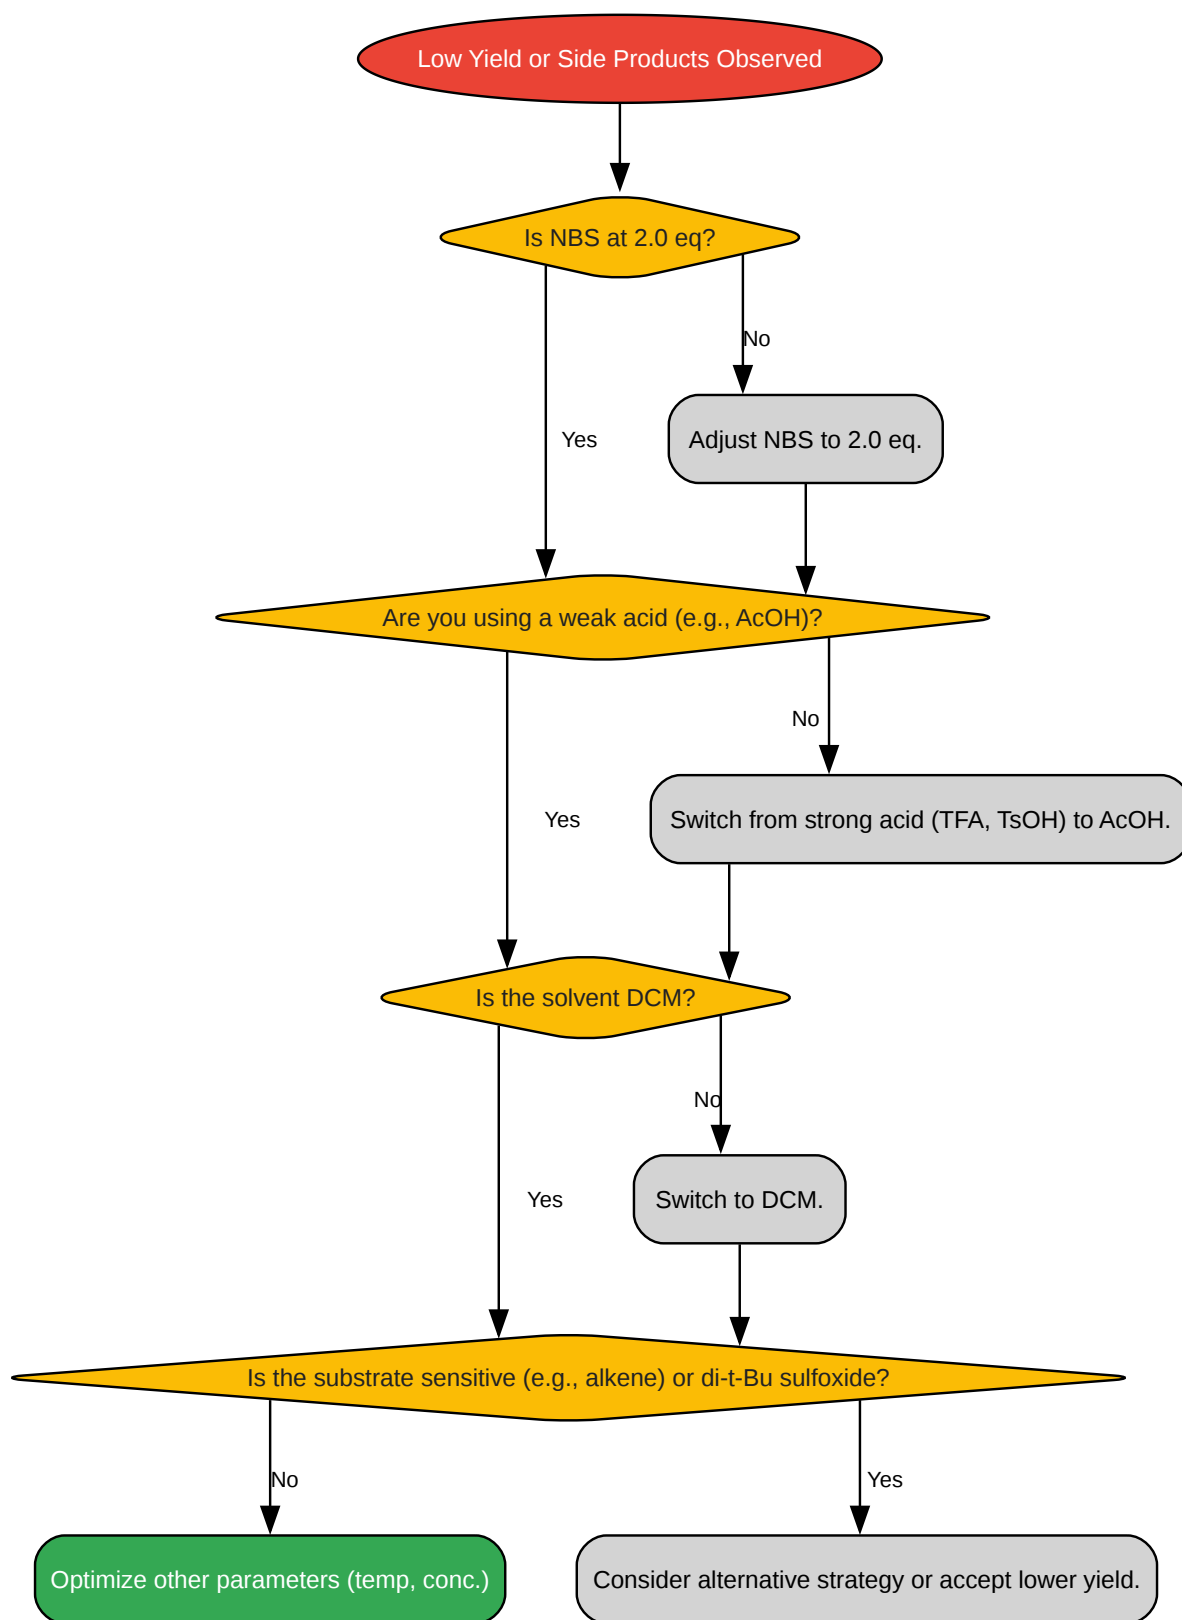 Low Yield or Side Products Observed
Is NBS at 2.0 eq?
No
Yes
Adjust NBS to 2.0 eq.
Are you using a weak acid (e.g., AcOH)?
No
Yes
Switch from strong acid (TFA, TsOH) to AcOH.
Is the solvent DCM?
No
Yes
Switch to DCM.
Is the substrate sensitive (e.g., alkene) or di-t-Bu sulfoxide?
No
Yes
Optimize other parameters (temp, conc.)
Consider alternative strategy or accept lower yield.